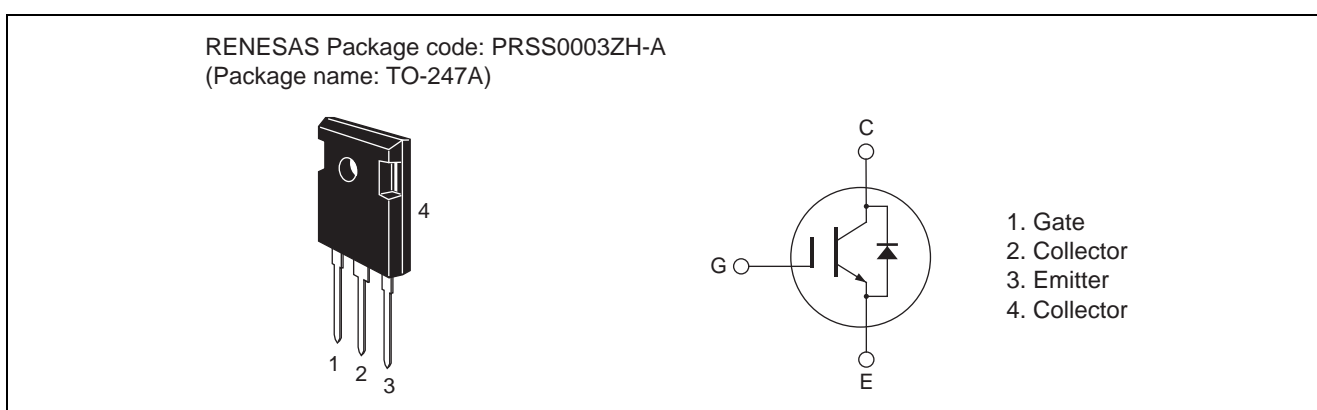 RENESAS Package code: PRSS0003ZH-A
(Package name: TO-247A)
4
1
2
3
C
G
E
1. Gate
2. Collector
3. Emitter
4. Collector